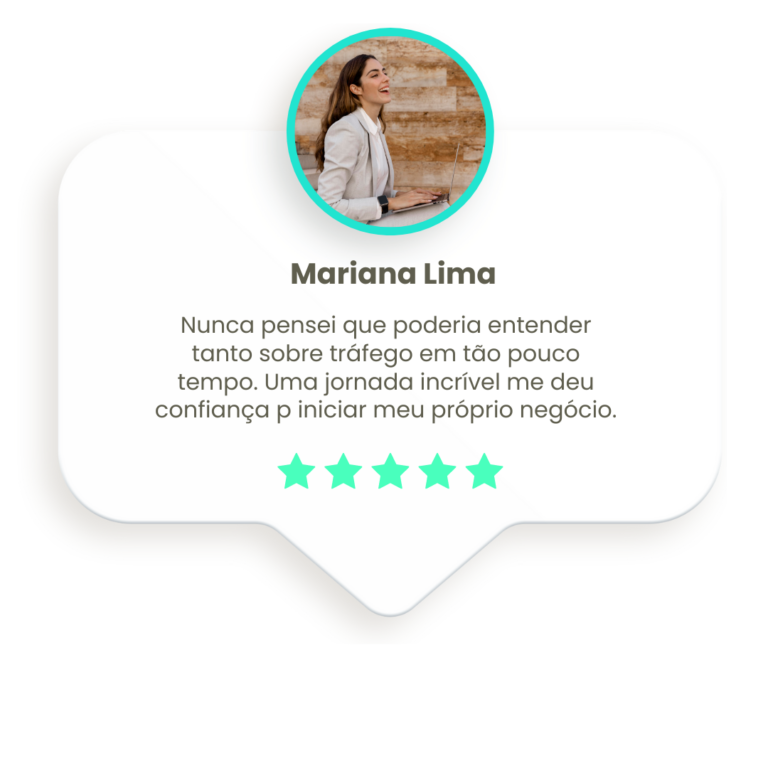 Mariana Lima
Nunca pensei que poderia entender
tanto sobre tráfego em tão pouco
tempo. Uma jornada incrível me deu
confiança p iniciar meu próprio negócio.